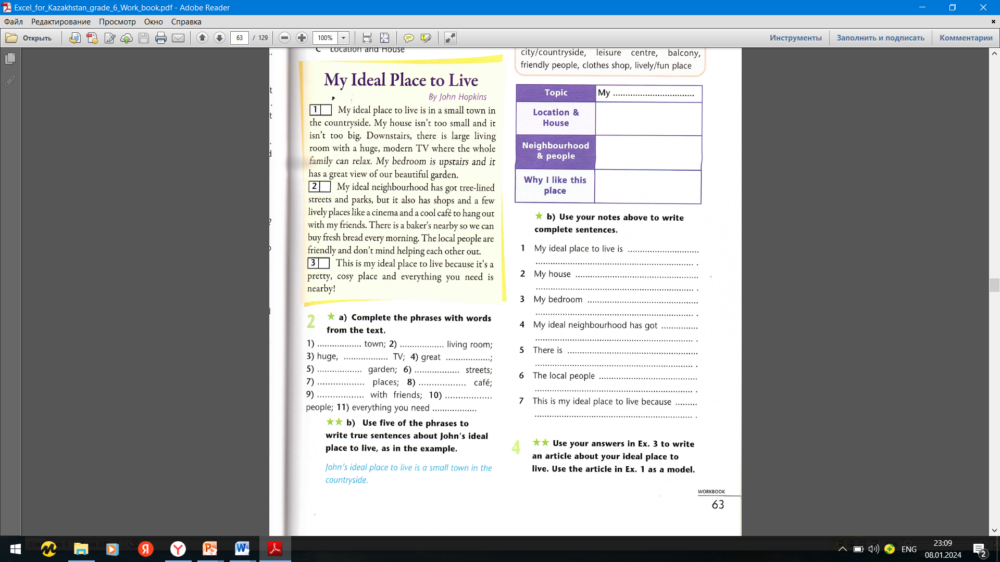 Excel_for_Kazakhstan_grade_6_Work_book.pdf - Adobe Reader
Файл Редактирование Просмотр Окно Справка
Открыть 63 / 129 100% Инструменты Заполнить и подписать Комментарии
C Location and House
My Ideal Place to Live
By John Hopkins
1 My ideal place to live is in a small town in
the countryside. My house isn't too small and it
isn't too big. Downstairs, there is large living
room with a huge, modern TV where the whole
family can relax. My bedroom is upstairs and it
has a great view of our beautiful garden.
2 My ideal neighbourhood has got tree-lined
streets and parks, but it also has shops and a few
lively places like a cinema and a cool café to hang out
with my friends. There is a baker's nearby so we can
buy fresh bread every morning. The local people are
friendly and don't mind helping each other out.
3 This is my ideal place to live because it's a
pretty, cosy place and everything you need is
nearby!
2 a) Complete the phrases with words
from the text.
1) ................. town; 2) ................. living room;
3) huge, ................. TV; 4) great .................;
5) ................. garden; 6) ................. streets;
7) ................. places; 8) ................. café;
9) ................. with friends; 10) .................
people; 11) everything you need .................
b) Use five of the phrases to
write true sentences about John's ideal
place to live, as in the example.
John's ideal place to live is a small town in the
countryside.
city/countryside, leisure centre, balcony,
friendly people, clothes shop, lively/fun place
Topic My ................................
Location &
House
Neighbourhood
& people
Why I like this
place
b) Use your notes above to write
complete sentences.
1 My ideal place to live is ............................
............................................................... .
2 My house ................................................
............................................................... .
3 My bedroom ...........................................
............................................................... .
4 My ideal neighbourhood has got ..............
............................................................... .
5 There is ...................................................
............................................................... .
6 The local people .......................................
............................................................... .
7 This is my ideal place to live because .........
............................................................... .
4 Use your answers in Ex. 3 to write
an article about your ideal place to
live. Use the article in Ex. 1 as a model.
WORKBOOK
63
ENG
23:09
08.01.2024
2